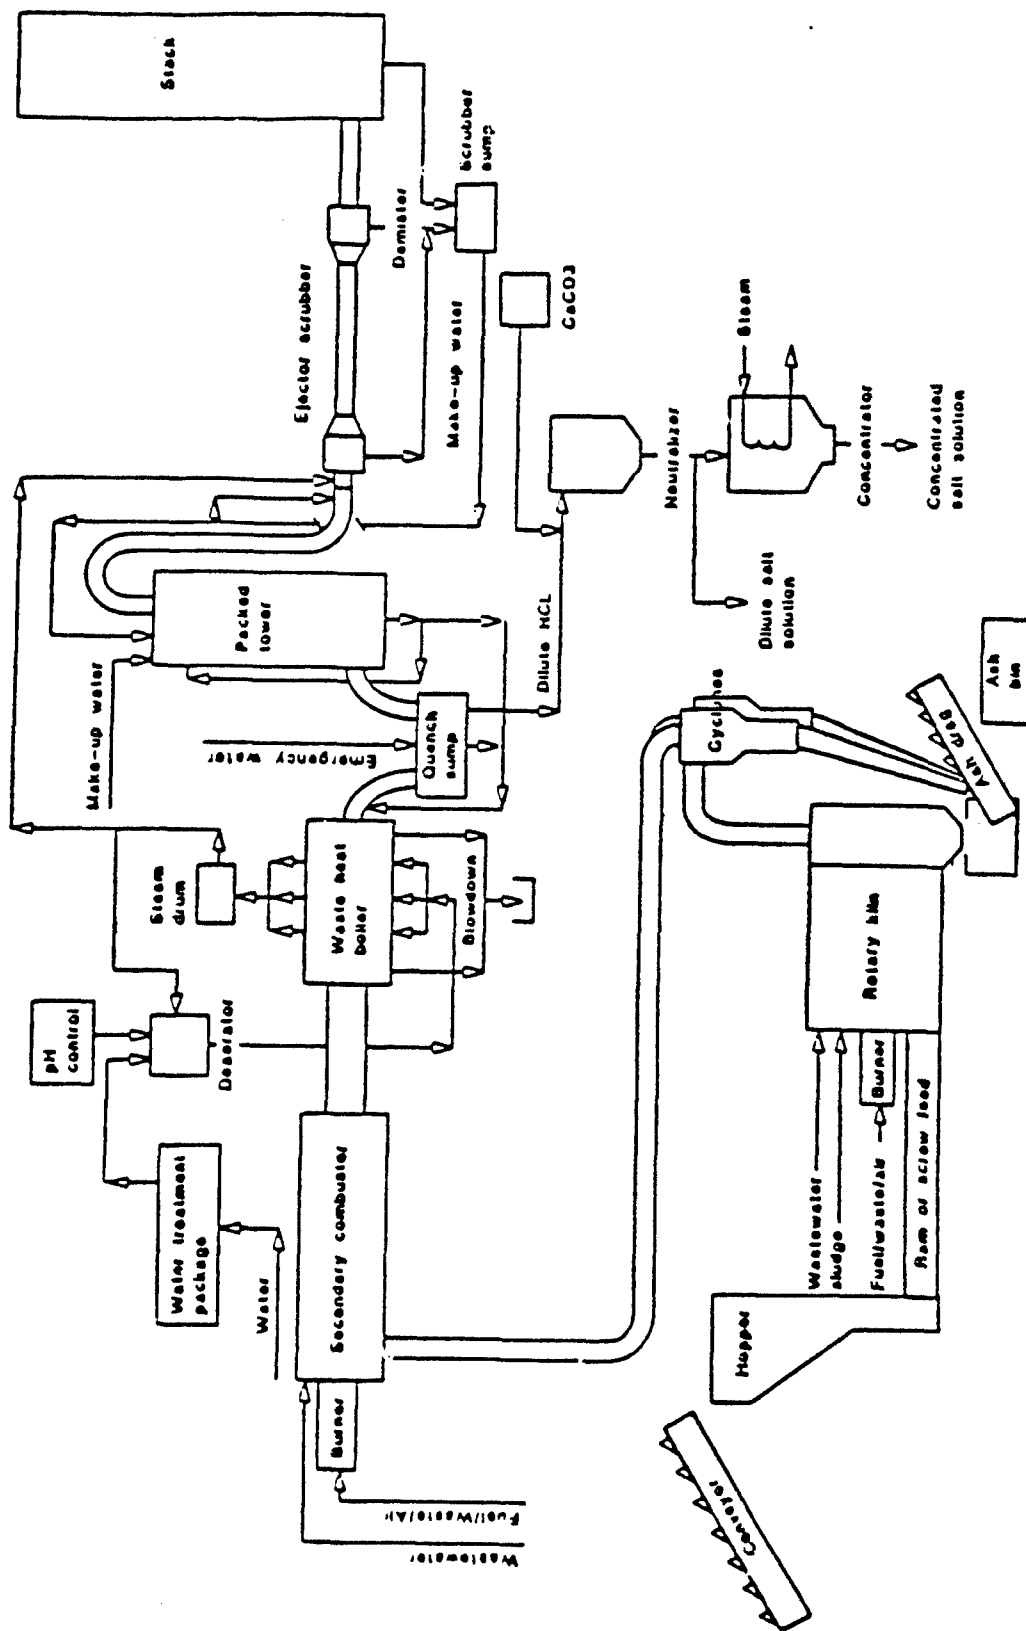 Stack
Scrubber
sump
Demister
Ejector scrubber
Make-up water
CaCO3
Steam
Neutralizer
Concentrator
Concentrated
salt solution
Dilute salt
solution
Packed
tower
Dilute HCL
Make-up water
Emergency water
Quench
sump
Cyclones
Ash
bin
Ash drag
Steam
drum
Waste heat
boiler
Blowdown
pH
control
Deaerator
Rotary kiln
Water treatment
package
Water
Secondary combustor
Burner
Burner
Wastewater
sludge
Fuel/waste/air
Ram or screw feed
Hopper
Fuel/Waste/Air
Wastewater
Conveyor